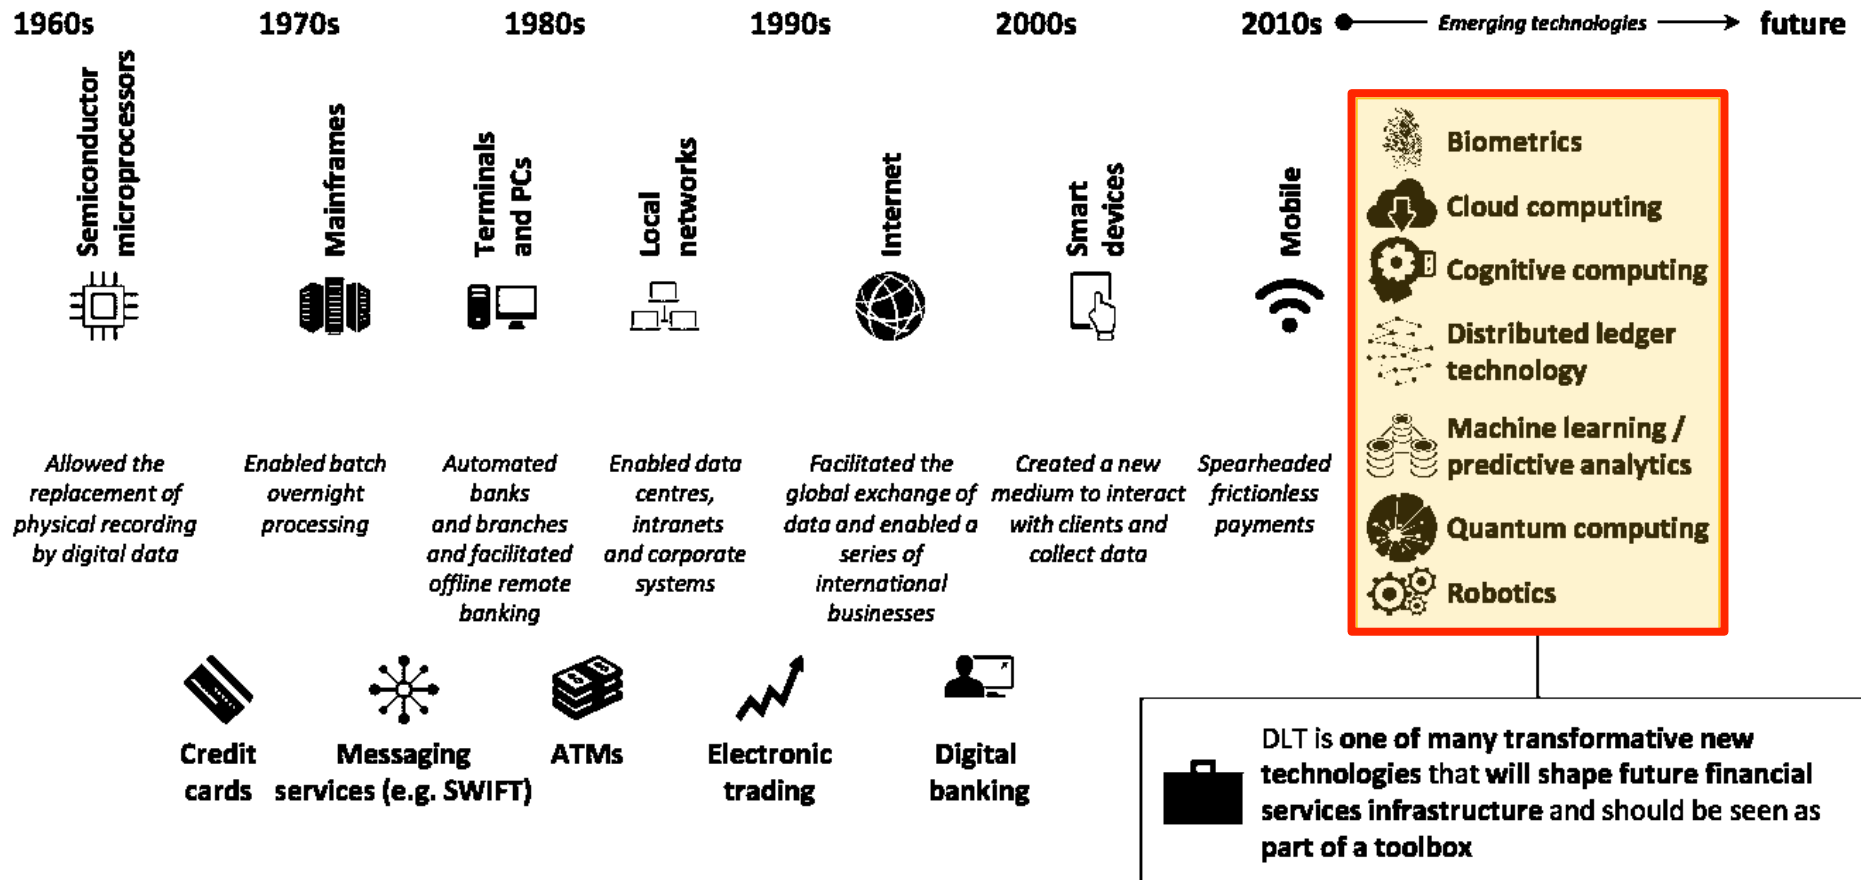 1960s
1970s
1980s
1990s
2000s
2010s
Emerging technologies
future
Semiconductor
microprocessors
Mainframes
Terminals
and PCs
Local
networks
Internet
Smart
devices
Mobile
Allowed the
replacement of
physical recording
by digital data
Enabled batch
overnight
processing
Automated
banks
and branches
and facilitated
offline remote
banking
Enabled data
centres,
intranets
and corporate
systems
Facilitated the
global exchange of
data and enabled a
series of
international
businesses
Created a new
medium to interact
with clients and
collect data
Spearheaded
frictionless
payments
Biometrics
Cloud computing
Cognitive computing
Distributed ledger
technology
Machine learning /
predictive analytics
Quantum computing
Robotics
Credit
cards
Messaging
services (e.g. SWIFT)
ATMs
Electronic
trading
Digital
banking
DLT is one of many transformative new
technologies that will shape future financial
services infrastructure and should be seen as
part of a toolbox